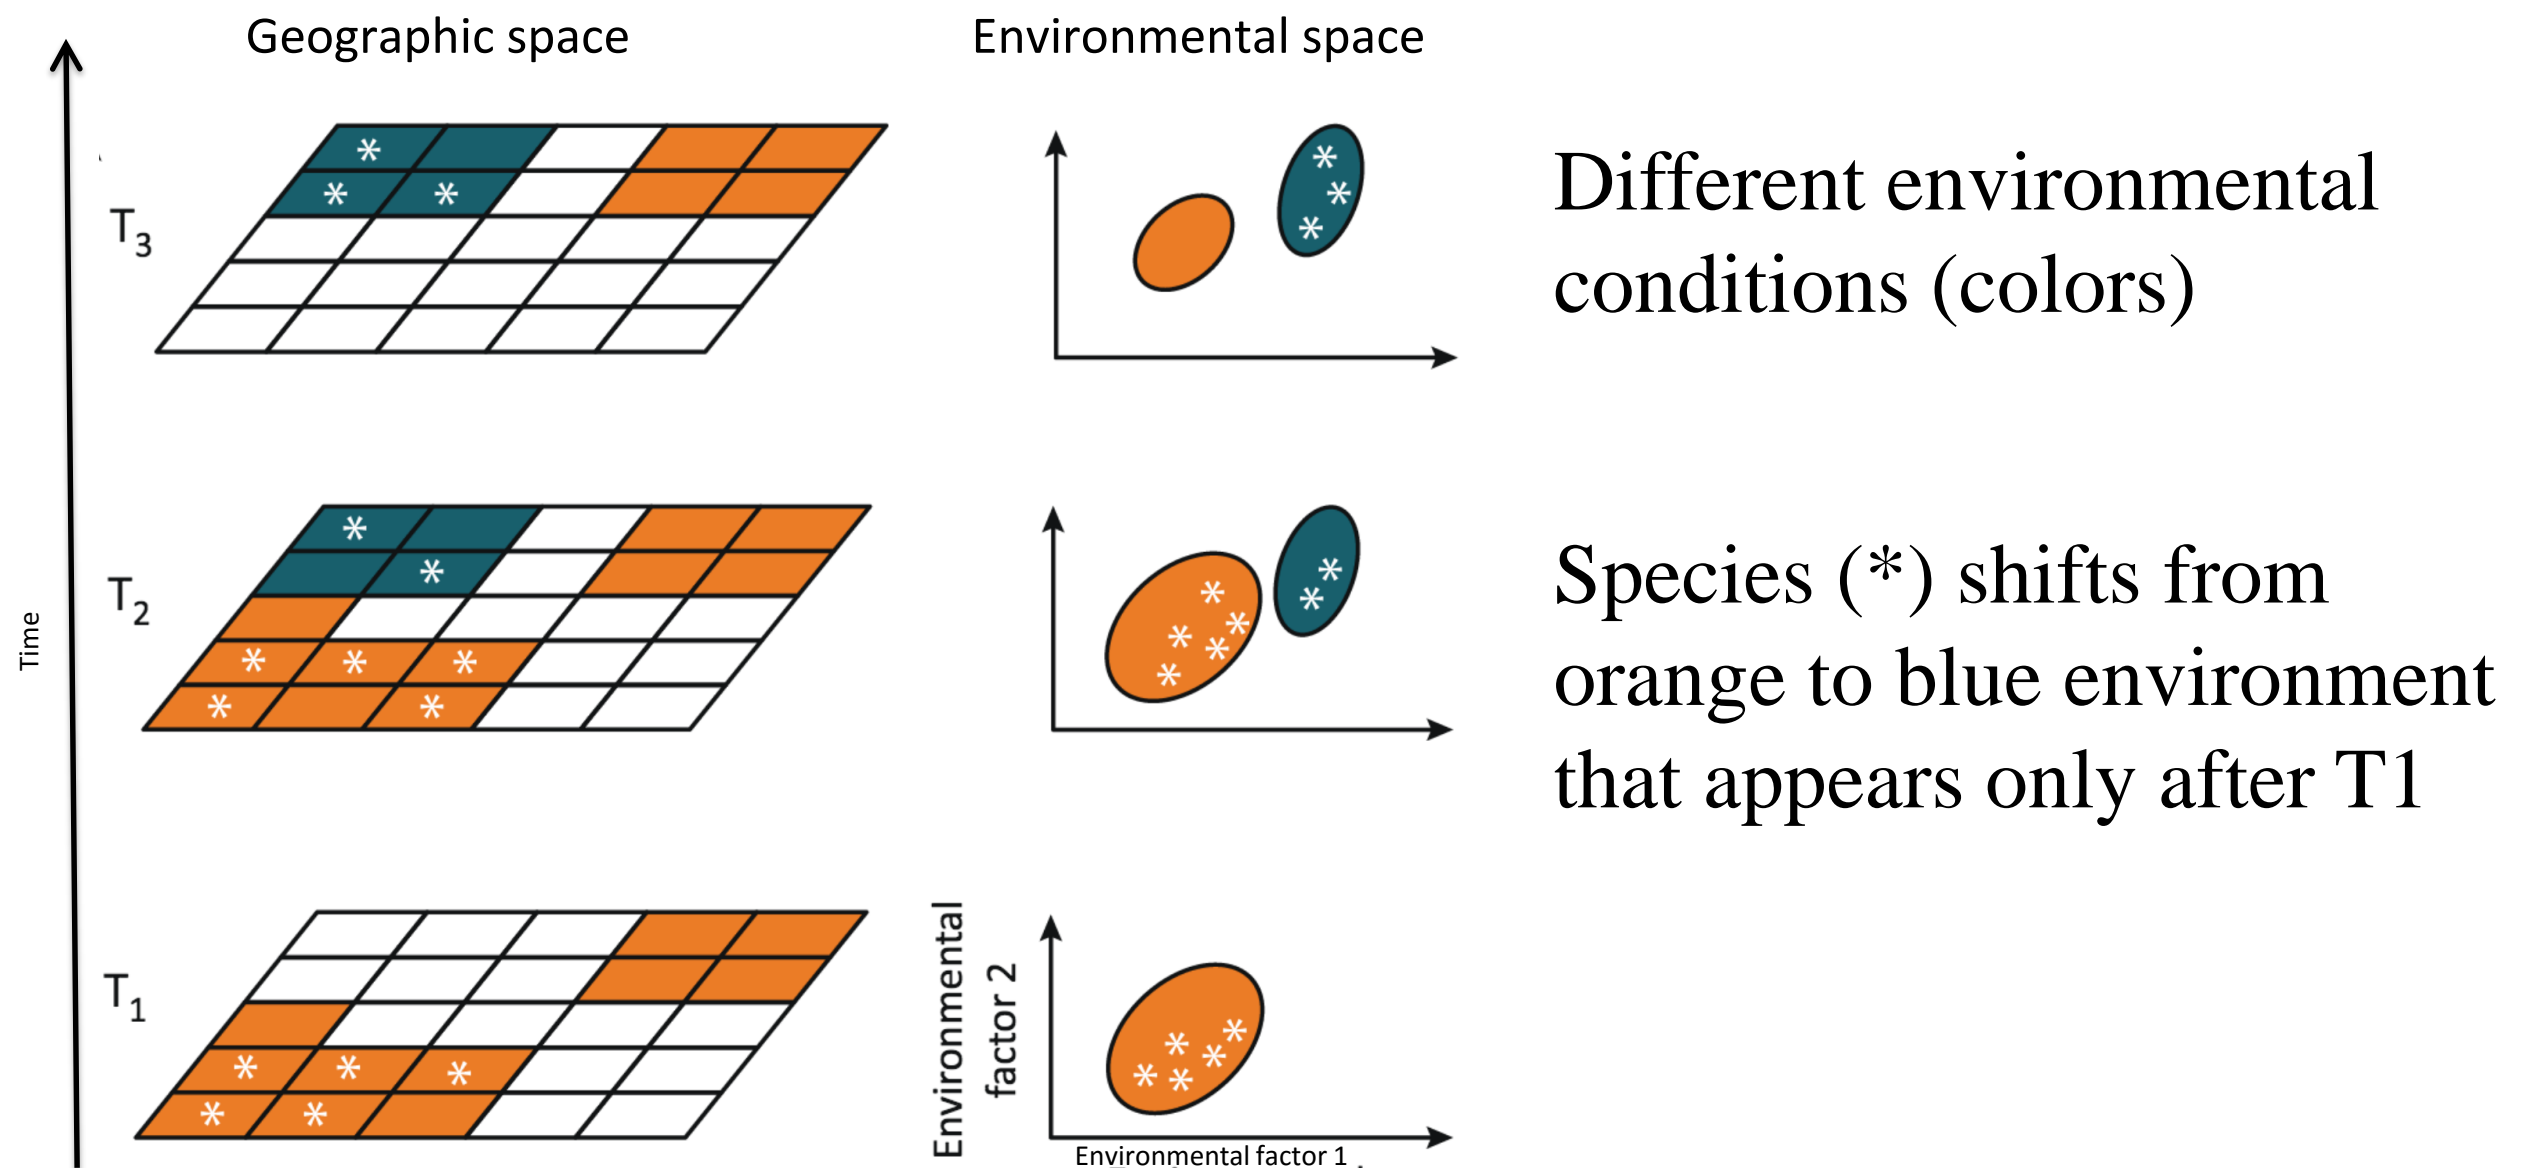 Geographic space
Environmental space
T3
Different environmental
conditions (colors)
T2
Time
Species (*) shifts from
orange to blue environment
that appears only after T1
T1
Environmental
factor 2
Environmental factor 1